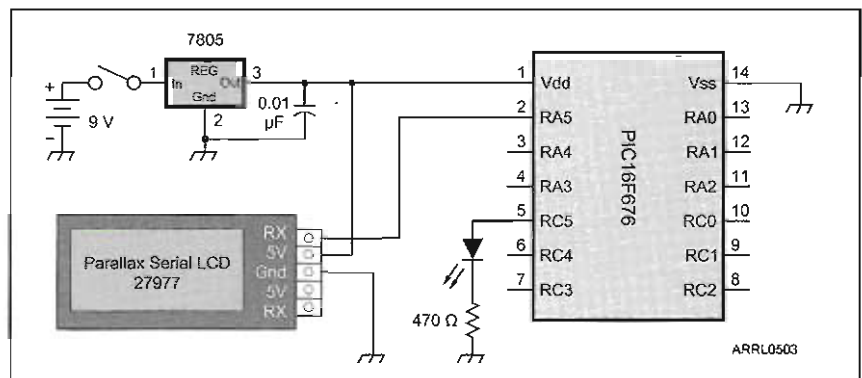 7805
REG
In
Out
Gnd
1
3
2
+
-
9 V
0.01
µF
Parallax Serial LCD
27977
RX
5V
Gnd
5V
RX
470 Ω
PIC16F676
1 Vdd
2 RA5
3 RA4
4 RA3
5 RC5
6 RC4
7 RC3
Vss 14
RA0 13
RA1 12
RA2 11
RC0 10
RC1 9
RC2 8
ARRL0503